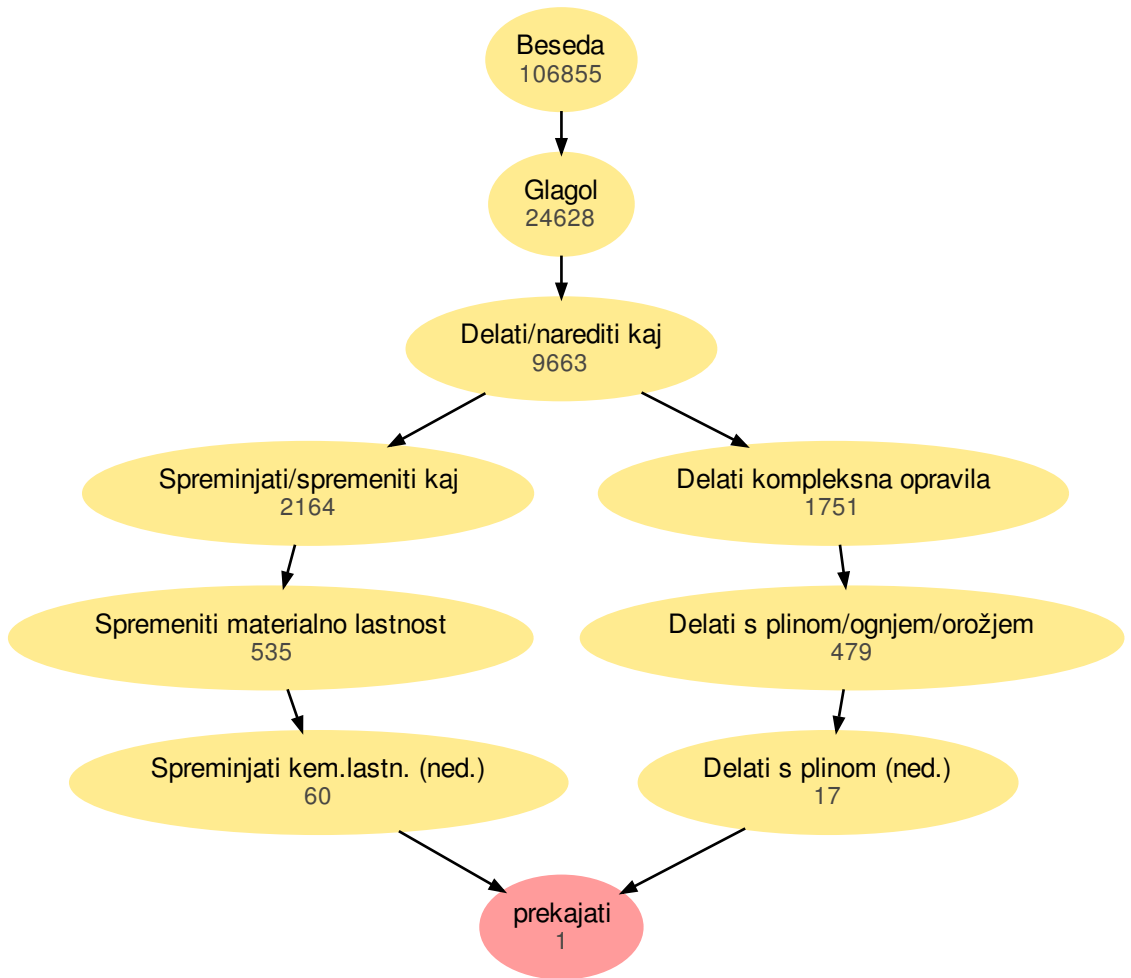 Beseda
106855
Glagol
24628
Delati/narediti kaj
9663
Spreminjati/spremeniti kaj
2164
Delati kompleksna opravila
1751
Spremeniti materialno lastnost
535
Delati s plinom/ognjem/orožjem
479
Spreminjati kem.lastn. (ned.)
60
Delati s plinom (ned.)
17
prekajati
1